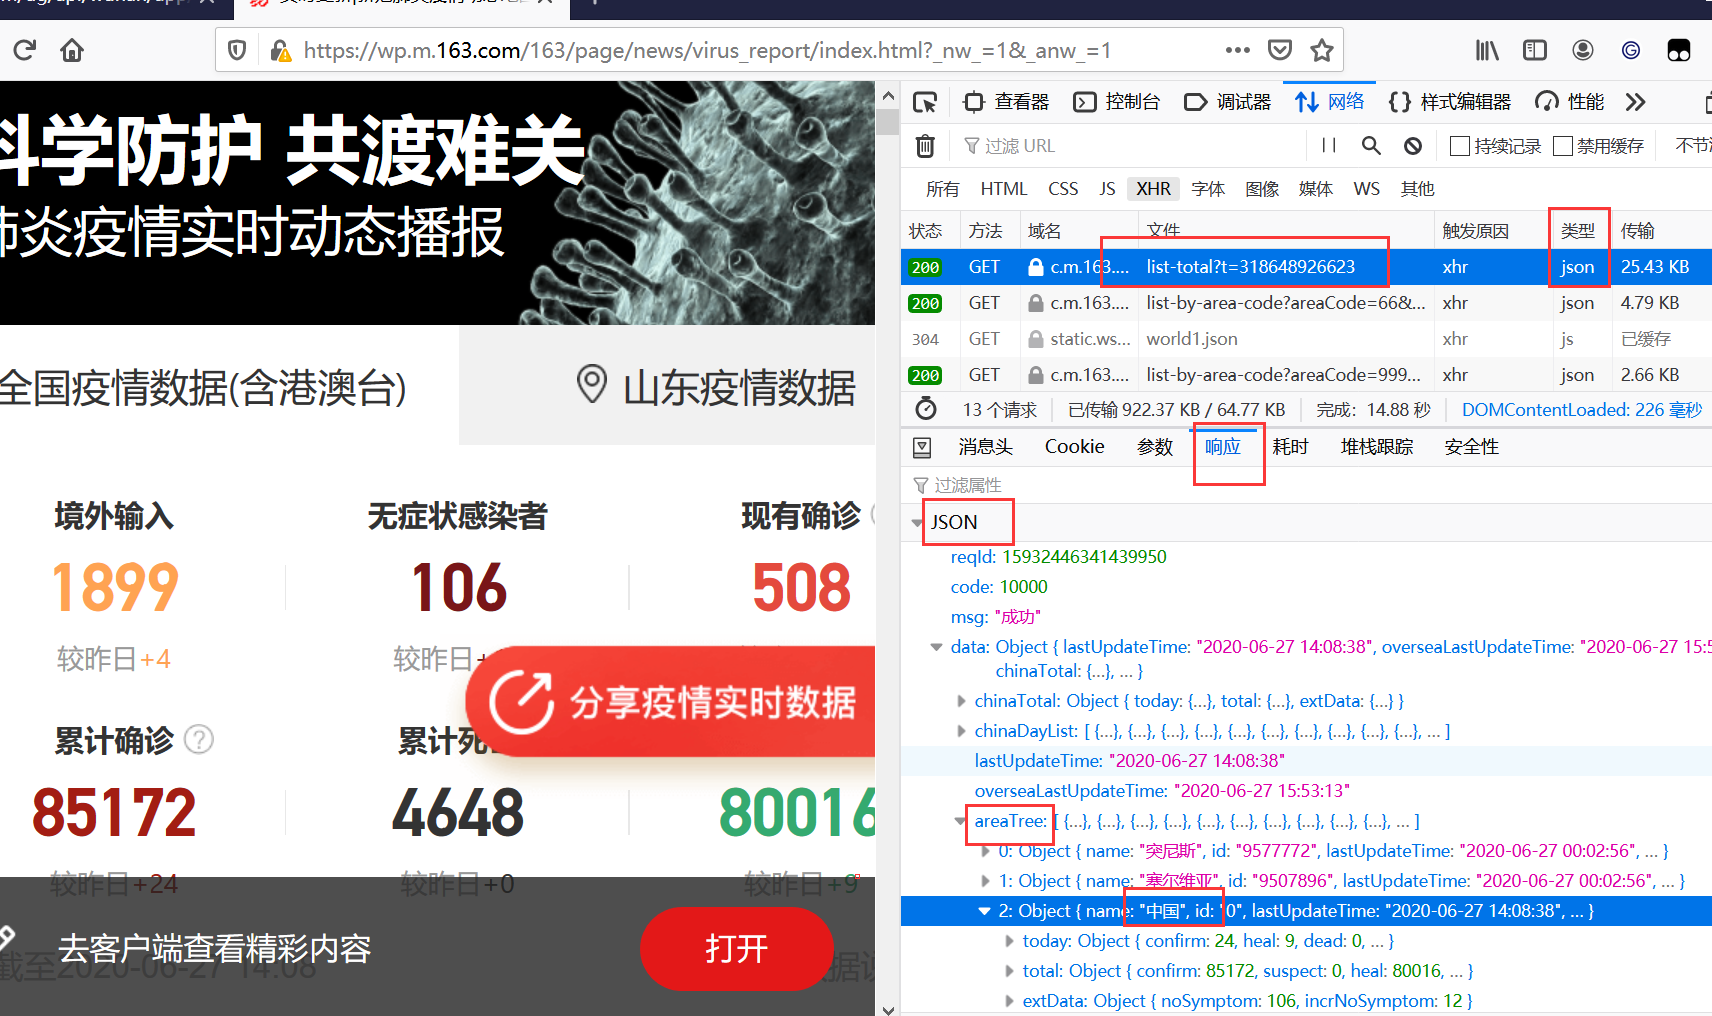 https://wp.m.163.com/163/page/news/virus_report/index.html?_nw_=1&_anw_=1
科学防护 共渡难关
肺炎疫情实时动态播报
全国疫情数据(含港澳台)
山东疫情数据
境外输入
无症状感染者
现有确诊
1899
106
508
较昨日+4
较昨日+
分享疫情实时数据
累计确诊 ?
累计死
85172
4648
80016
较昨日+24
较昨日+0
较昨日+9
去客户端查看精彩内容
打开
截至2020-06-27 14:08
据说
查看器
控制台
调试器
网络
{} 样式编辑器
性能
过滤 URL
持续记录
禁用缓存
不节
所有 HTML CSS JS XHR 字体 图像 媒体 WS 其他
状态 方法 域名 文件 触发原因 类型 传输
200 GET c.m.163.... list-total?t=318648926623 xhr json 25.43 KB
200 GET c.m.163.... list-by-area-code?areaCode=66&... xhr json 4.79 KB
304 GET static.ws... world1.json xhr js 已缓存
200 GET c.m.163.... list-by-area-code?areaCode=999... xhr json 2.66 KB
13 个请求 已传输 922.37 KB / 64.77 KB 完成：14.88 秒 DOMContentLoaded: 226 毫秒
消息头 Cookie 参数 响应 耗时 堆栈跟踪 安全性
过滤属性
JSON
reqId: 15932446341439950
code: 10000
msg: "成功"
data: Object { lastUpdateTime: "2020-06-27 14:08:38", overseaLastUpdateTime: "2020-06-27 15:5
chinaTotal: {…}, … }
chinaTotal: Object { today: {…}, total: {…}, extData: {…} }
chinaDayList: [ {…}, {…}, {…}, {…}, {…}, {…}, {…}, {…}, {…}, {…}, … ]
lastUpdateTime: "2020-06-27 14:08:38"
overseaLastUpdateTime: "2020-06-27 15:53:13"
areaTree: [ {…}, {…}, {…}, {…}, {…}, {…}, {…}, {…}, {…}, {…}, … ]
0: Object { name: "突尼斯", id: "9577772", lastUpdateTime: "2020-06-27 00:02:56", … }
1: Object { name: "塞尔维亚", id: "9507896", lastUpdateTime: "2020-06-27 00:02:56", … }
2: Object { name: "中国", id: "0", lastUpdateTime: "2020-06-27 14:08:38", … }
today: Object { confirm: 24, heal: 9, dead: 0, … }
total: Object { confirm: 85172, suspect: 0, heal: 80016, … }
extData: Object { noSymptom: 106, incrNoSymptom: 12 }